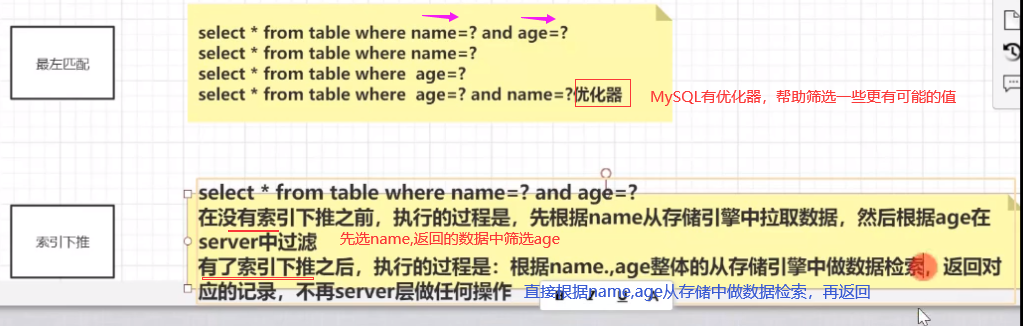 最左匹配
select * from table where name=? and age=?
select * from table where name=?
select * from table where age=?
select * from table where age=? and name=?优化器
MySQL有优化器，帮助筛选一些更有可能的值
索引下推
select * from table where name=? and age=?
在没有索引下推之前，执行的过程是，先根据name从存储引擎中拉取数据，然后根据age在
server中过滤
先选name,返回的数据中筛选age
有了索引下推之后，执行的过程是：根据name.,age整体的从存储引擎中做数据检索，返回对
应的记录，不再server层做任何操作
直接根据name,age从存储中做数据检索，再返回
B I U A